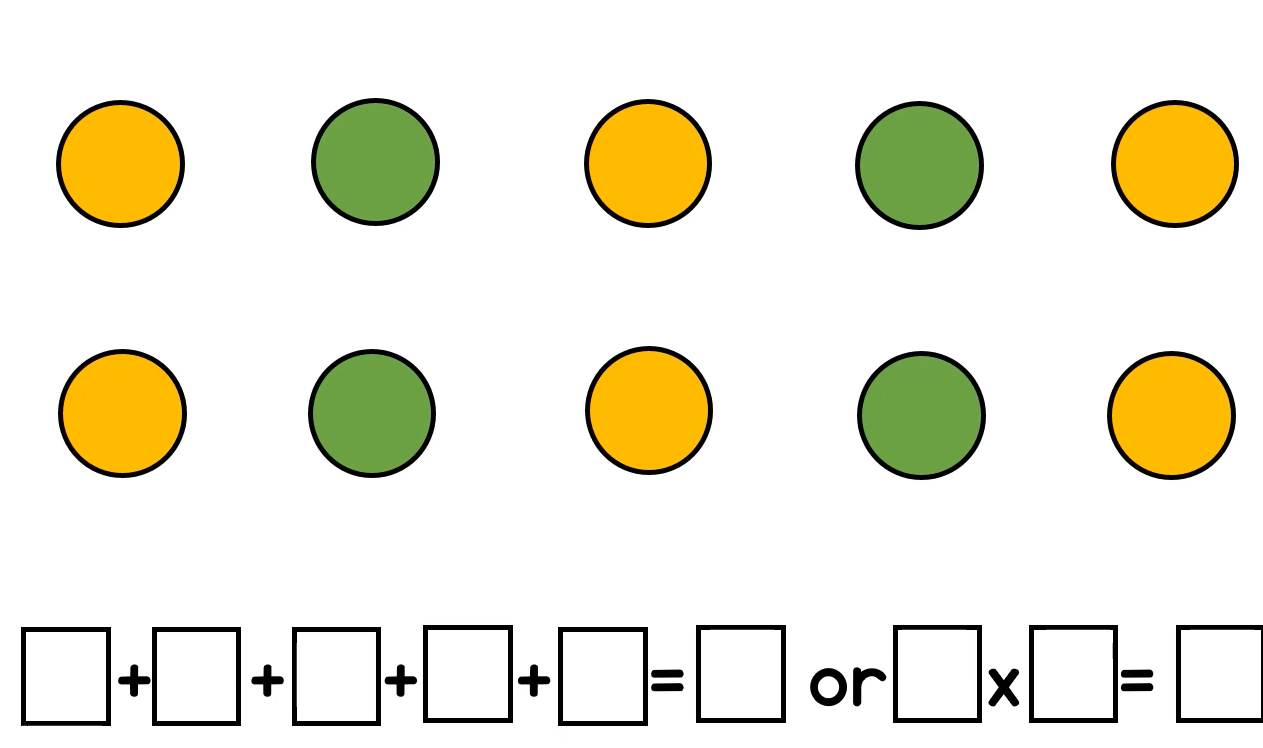 + + + + = or x =